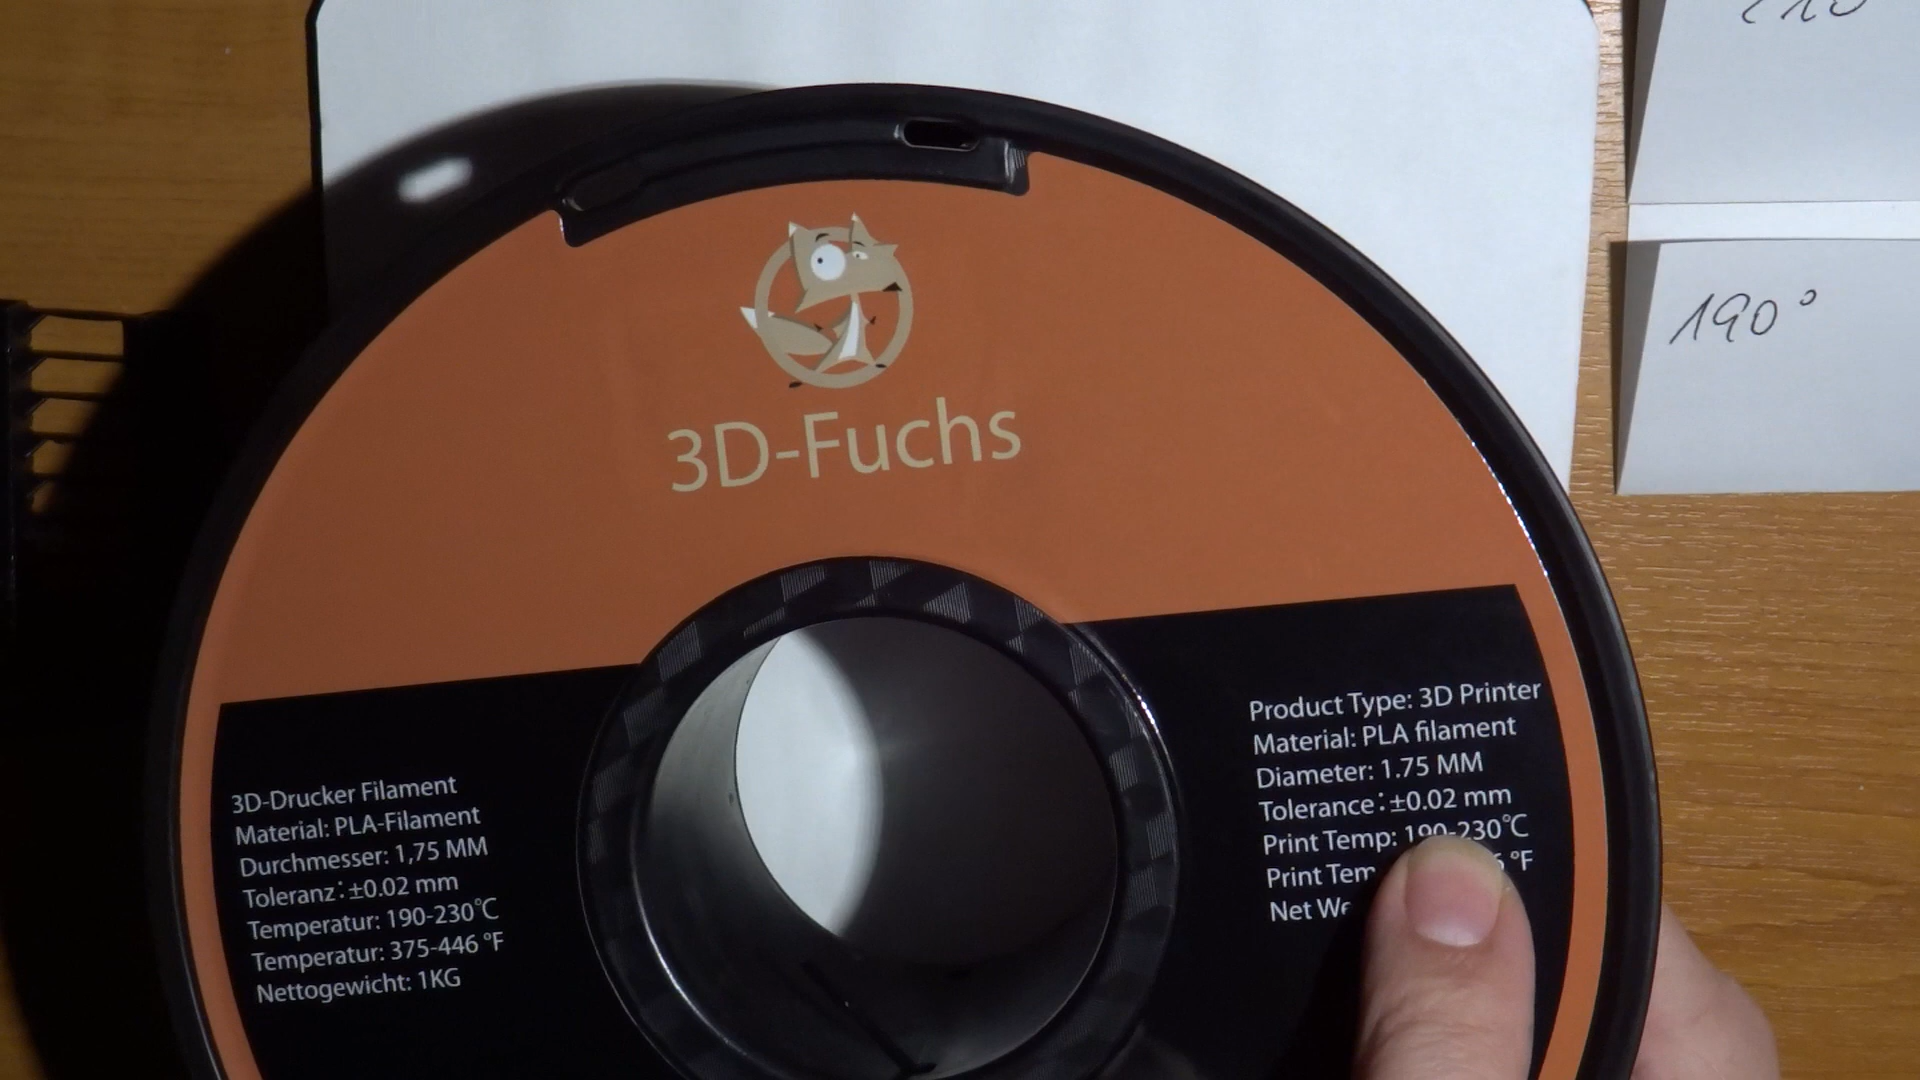 210
190°
3D-Fuchs
3D-Drucker Filament
Material: PLA-Filament
Durchmesser: 1,75 MM
Toleranz: ±0.02 mm
Temperatur: 190-230℃
Temperatur: 375-446 °F
Nettogewicht: 1KG
Product Type: 3D Printer
Material: PLA filament
Diameter: 1.75 MM
Tolerance: ±0.02 mm
Print Temp: 190-230℃
Print °F
Net